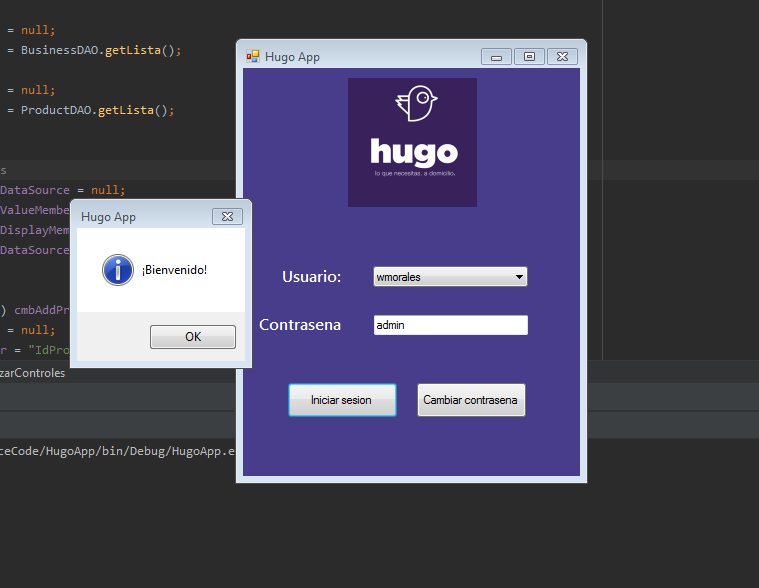 = null;
= BusinessDAO.getLista();
= null;
= ProductDAO.getLista();
s
DataSource = null;
ValueMembe
DisplayMem
DataSource
) cmbAddPr
= null;
r = "IdPro
zarControles
ceCode/HugoApp/bin/Debug/HugoApp.e
Hugo App
¡Bienvenido!
OK
Hugo App
hugo
lo que necesitas. a domicilio.
Usuario:
wmorales
Contrasena
admin
Iniciar sesion
Cambiar contrasena